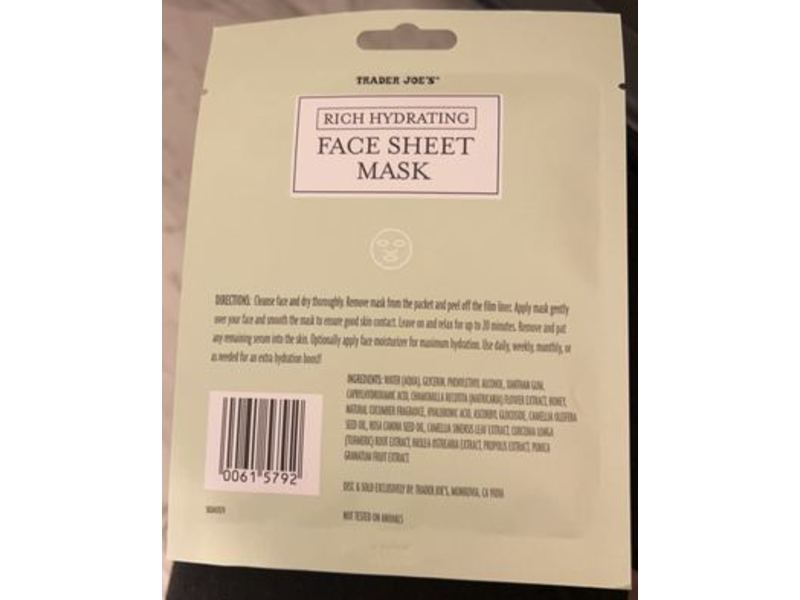 TRADER JOE'S
RICH HYDRATING
FACE SHEET
MASK
DIRECTIONS: Cleanse face and dry thoroughly. Remove mask from the packet and peel off the film liner. Apply mask gently
over your face and smooth the mask to ensure good skin contact. Leave on and relax for up to 20 minutes. Remove and pat
any remaining serum into the skin. Optionally apply face moisturizer for maximum hydration. Use daily, weekly, monthly, or
as needed for an extra hydration boost!
INGREDIENTS: WATER (AQUA), GLYCERIN, PHENYLETHYL ALCOHOL, XANTHAN GUM,
CAPRYLHYDROXAMIC ACID, CHAMOMILLA RECUTITA (MATRICARIA) FLOWER EXTRACT, HONEY,
NATURAL CUCUMBER FRAGRANCE, HYALURONIC ACID, ASCORBYL GLUCOSIDE, CAMELLIA OLEIFERA
SEED OIL, ROSA CANINA SEED OIL, CAMELLIA SINENSIS LEAF EXTRACT, CURCUMA LONGA
(TURMERIC) ROOT EXTRACT, EXTRACT, PROPOLIS EXTRACT, PUNICA
GRANATUM FRUIT EXTRACT
DIST. & SOLD EXCLUSIVELY BY: TRADER JOE'S, MONROVIA, CA 91016
0061 5792
NOT TESTED ON ANIMALS